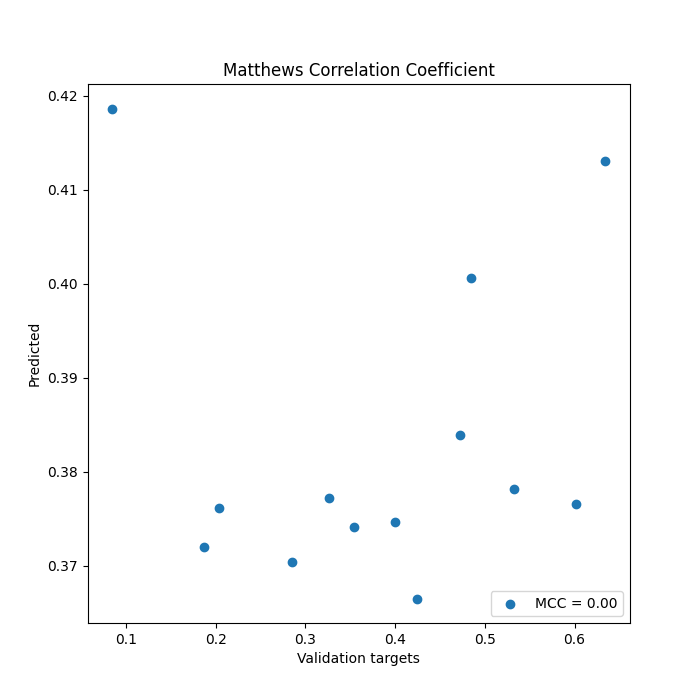 Matthews Correlation Coefficient
0.42
0.41
0.40
0.39
0.38
0.37
Predicted
MCC = 0.00
0.1 0.2 0.3 0.4 0.5 0.6
Validation targets